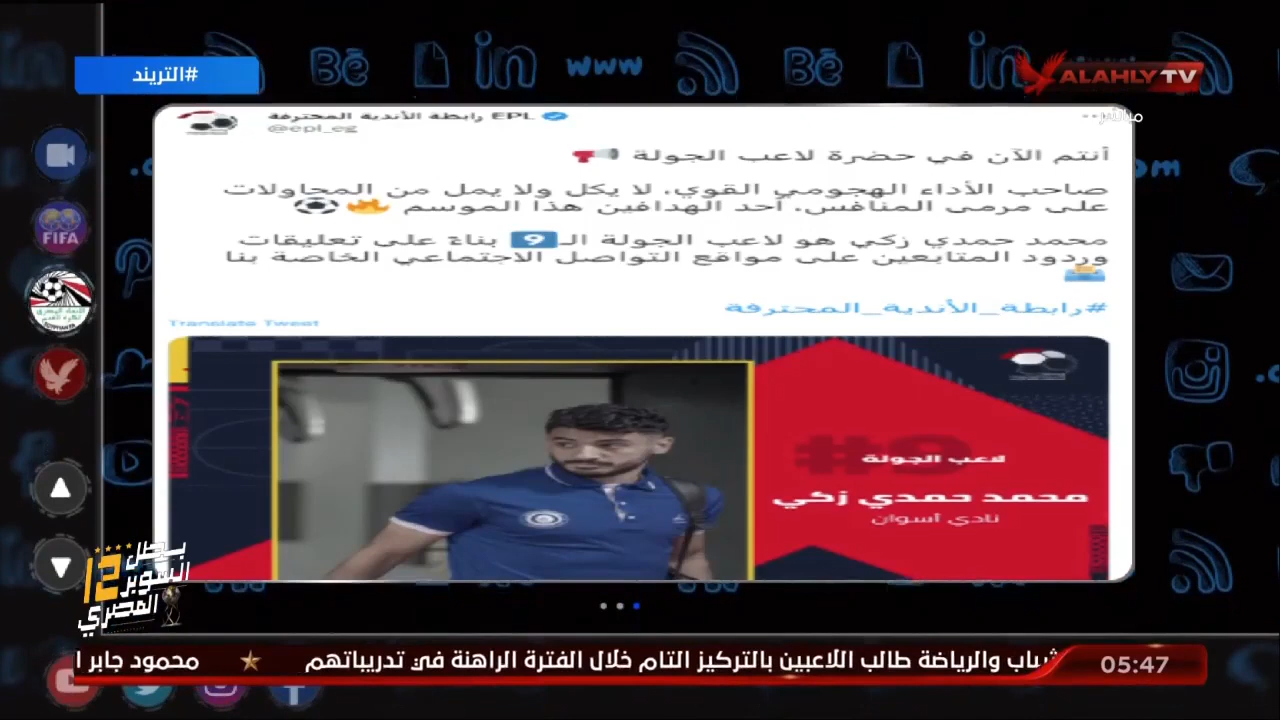 #التريند
ALAHLY TV
مباشر
EPL رابطة الأندية المحترفة
@epl_eg
أنتم الآن في حضرة لاعب الجولة
صاحب الأداء الهجومي القوي، لا يكل ولا يمل من المحاولات
على مرمى المنافس، أحد الهدافين هذا الموسم
محمد حمدي زكي هو لاعب الجولة الـ 9 بناءً على تعليقات
وردود المتابعين على مواقع التواصل الاجتماعي الخاصة بنا
#رابطة_الأندية_المحترفة
Translate Tweet
#9
لاعب الجولة
محمد حمدي زكي
نادي أسوان
FIFA
بطل
السوبر 12
المصري
شباب والرياضة طالب اللاعبين بالتركيز التام خلال الفترة الراهنة في تدريباتهم ★ محمود جابر ا
05:47